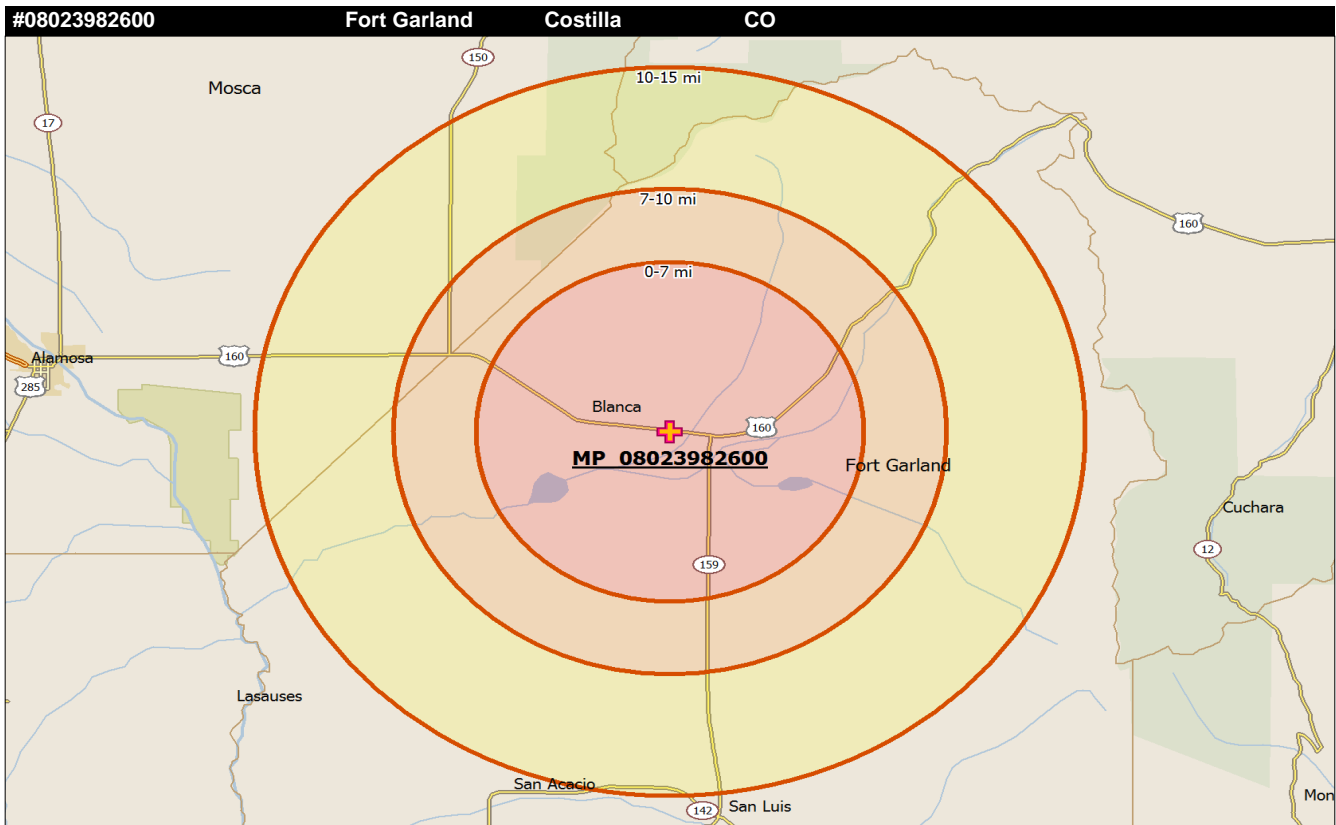 #08023982600 Fort Garland Costilla CO
150
10-15 mi
Mosca
17
7-10 mi
160
0-7 mi
160
Alamosa
285
Blanca
160
MP 08023982600
Fort Garland
Cuchara
12
159
Lasauses
San Acacio
142
San Luis
Mon